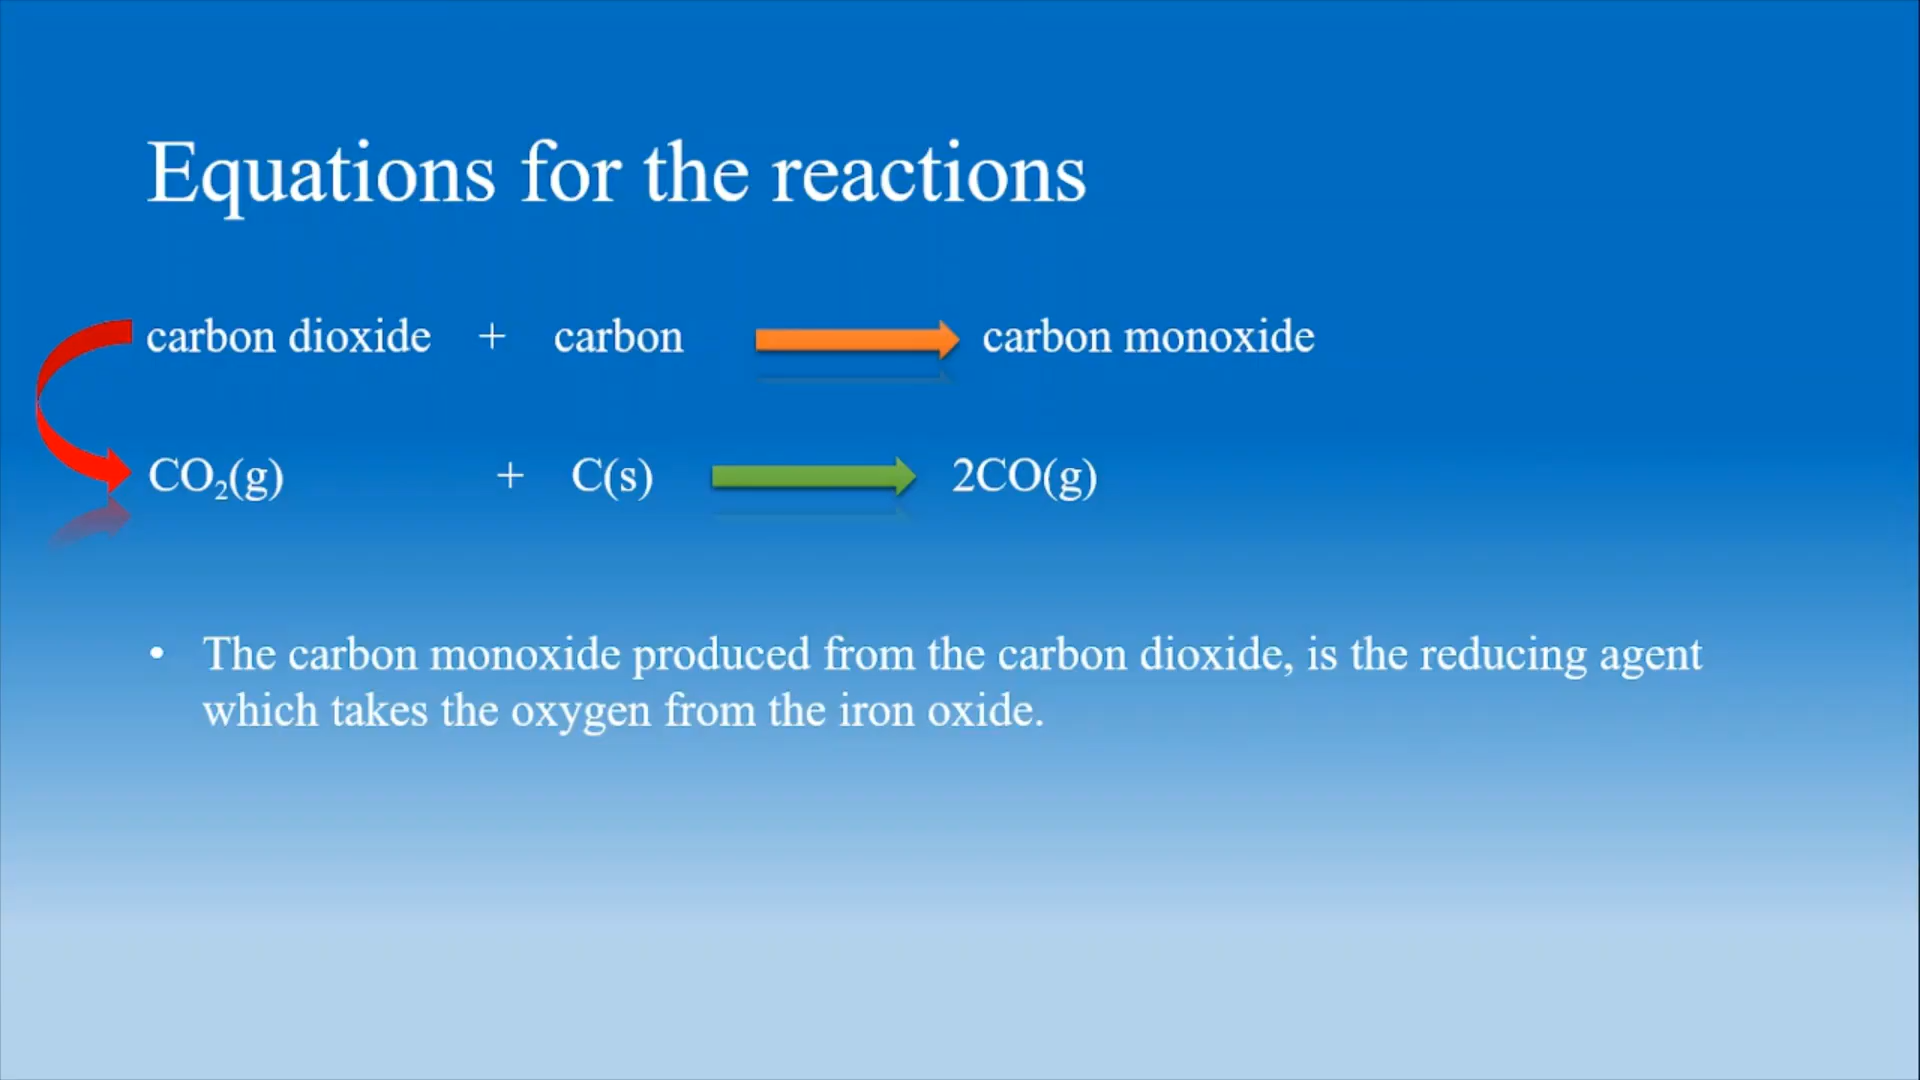 Equations for the reactions
carbon dioxide + carbon carbon monoxide
CO₂(g) + C(s) 2CO(g)
• The carbon monoxide produced from the carbon dioxide, is the reducing agent
which takes the oxygen from the iron oxide.